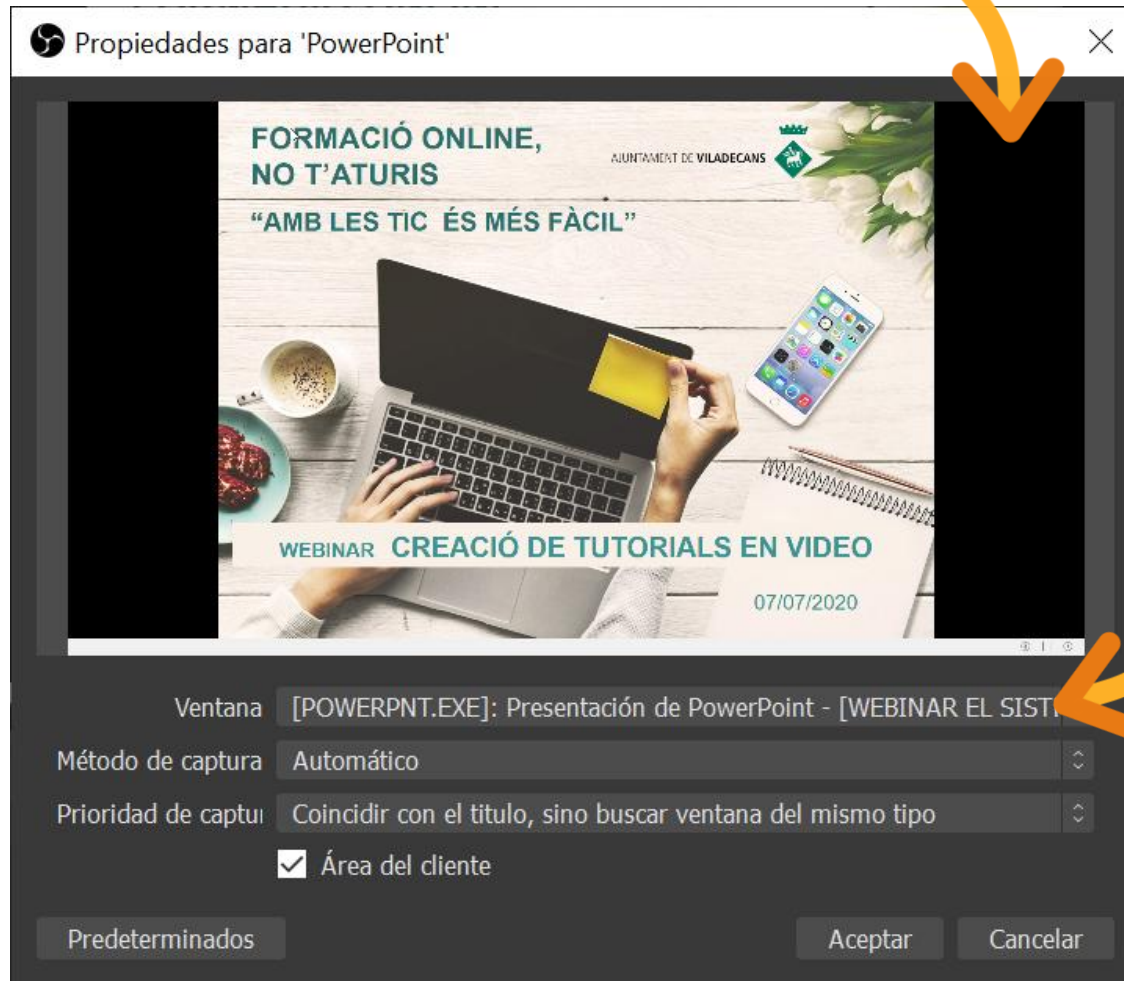 Propiedades para 'PowerPoint'
FORMACIÓ ONLINE,
NO T'ATURIS
AJUNTAMENT DE VILADECANS
“AMB LES TIC ÉS MÉS FÀCIL”
WEBINAR CREACIÓ DE TUTORIALS EN VIDEO
07/07/2020
Ventana [POWERPNT.EXE]: Presentación de PowerPoint - [WEBINAR EL
Método de captura Automático
Prioridad de captu Coincidir con el titulo, sino buscar ventana del mismo tipo
Área del cliente
Predeterminados Aceptar Cancelar